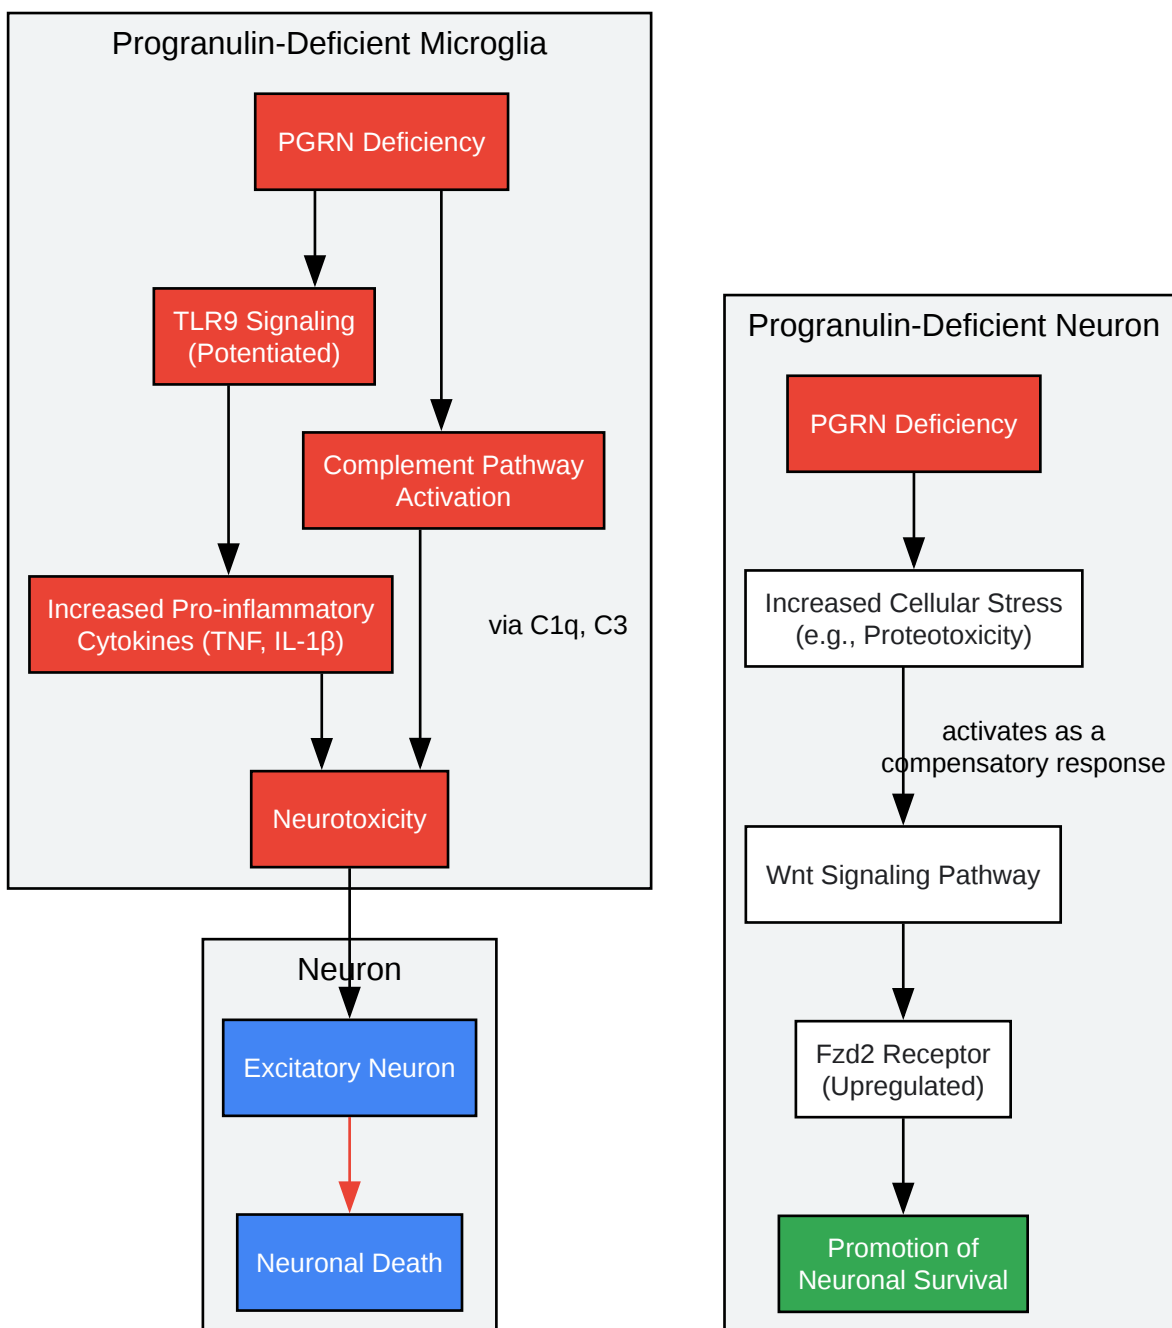 Progranulin-Deficient Microglia
PGRN Deficiency
TLR9 Signaling
(Potentiated)
Complement Pathway
Activation
Increased Pro-inflammatory
Cytokines (TNF, IL-1β)
via C1q, C3
Neurotoxicity
Neuron
Excitatory Neuron
Neuronal Death
Progranulin-Deficient Neuron
PGRN Deficiency
Increased Cellular Stress
(e.g., Proteotoxicity)
activates as a
compensatory response
Wnt Signaling Pathway
Fzd2 Receptor
(Upregulated)
Promotion of
Neuronal Survival